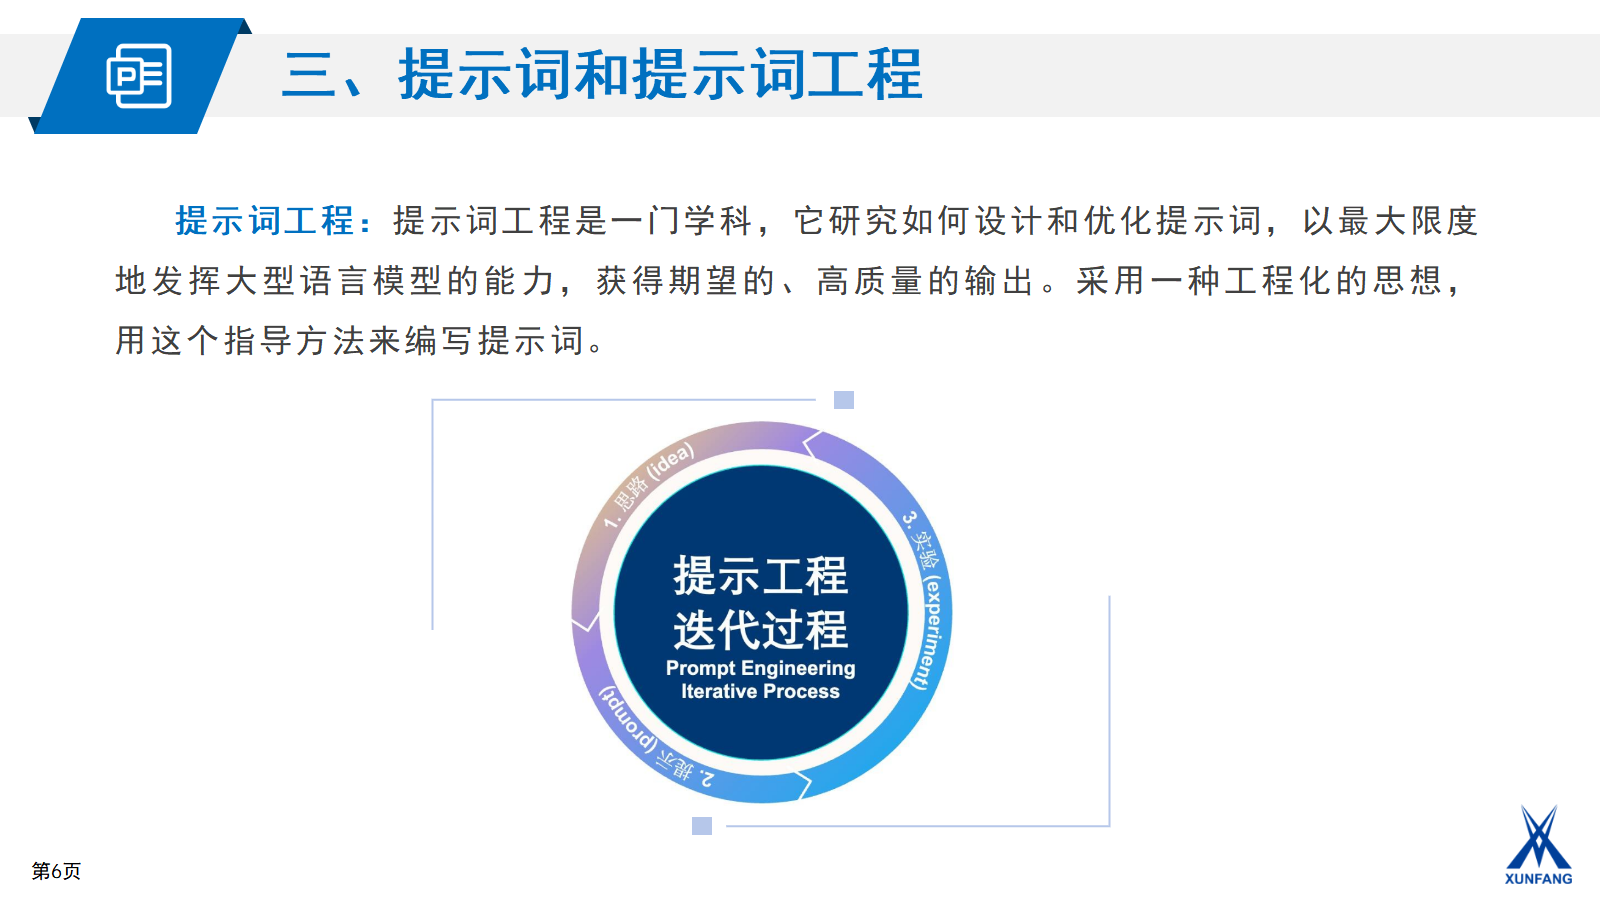 三、提示词和提示词工程
提示词工程：提示词工程是一门学科，它研究如何设计和优化提示词，以最大限度
地发挥大型语言模型的能力，获得期望的、高质量的输出。采用一种工程化的思想，
用这个指导方法来编写提示词。
1. 思路 (idea)
3. 实验 (experiment)
提示工程
迭代过程
Prompt Engineering
Iterative Process
2. 提示 (prompt)
第6页
XUNFANG